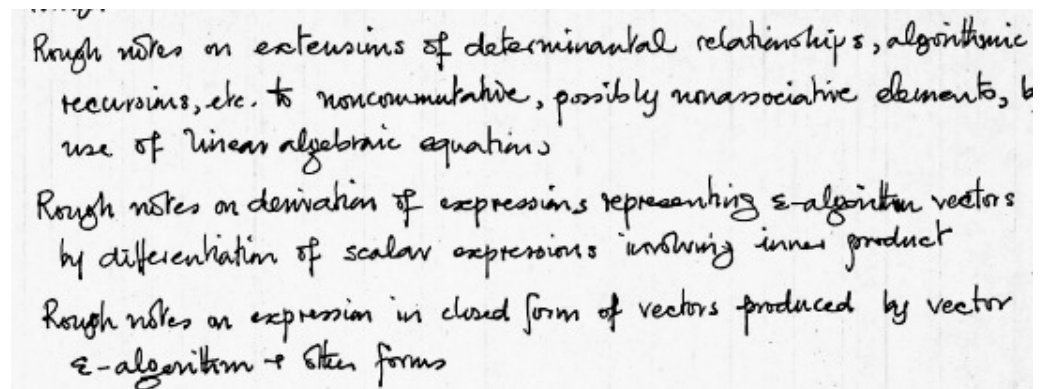 Rough notes on extensions of determinantal relationships, algorithmic
recursions, etc. to noncommutative, possibly nonassociative elements, b
use of linear algebraic equations
Rough notes on derivation of expressions representing ε-algorithm vectors
by differentiation of scalar expressions involving inner product
Rough notes on expression in closed form of vectors produced by vector
ε-algorithm + other forms